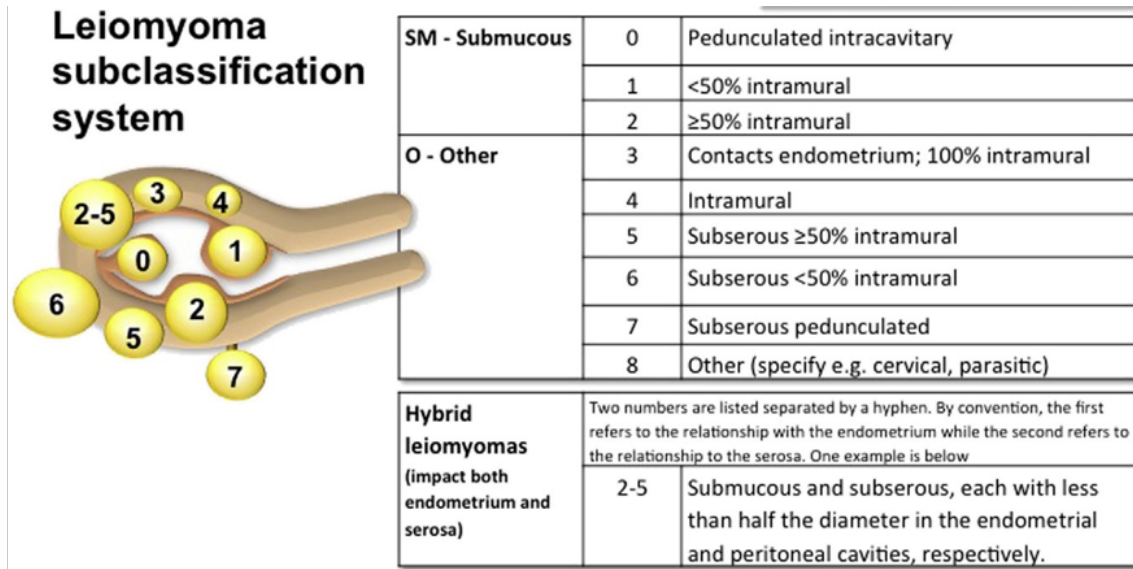 Leiomyoma
subclassification
system
3
4
2-5
1
0
6
2
5
7
SM - Submucous
0
Pedunculated intracavitary
1
<50% intramural
2
≥50% intramural
O - Other
3
Contacts endometrium; 100% intramural
4
Intramural
5
Subserous ≥50% intramural
6
Subserous <50% intramural
7
Subserous pedunculated
8
Other (specify e.g. cervical, parasitic)
Hybrid
leiomyomas
(impact both
endometrium and
serosa)
Two numbers are listed separated by a hyphen. By convention, the first
refers to the relationship with the endometrium while the second refers to
the relationship to the serosa. One example is below
2-5
Submucous and subserous, each with less
than half the diameter in the endometrial
and peritoneal cavities, respectively.